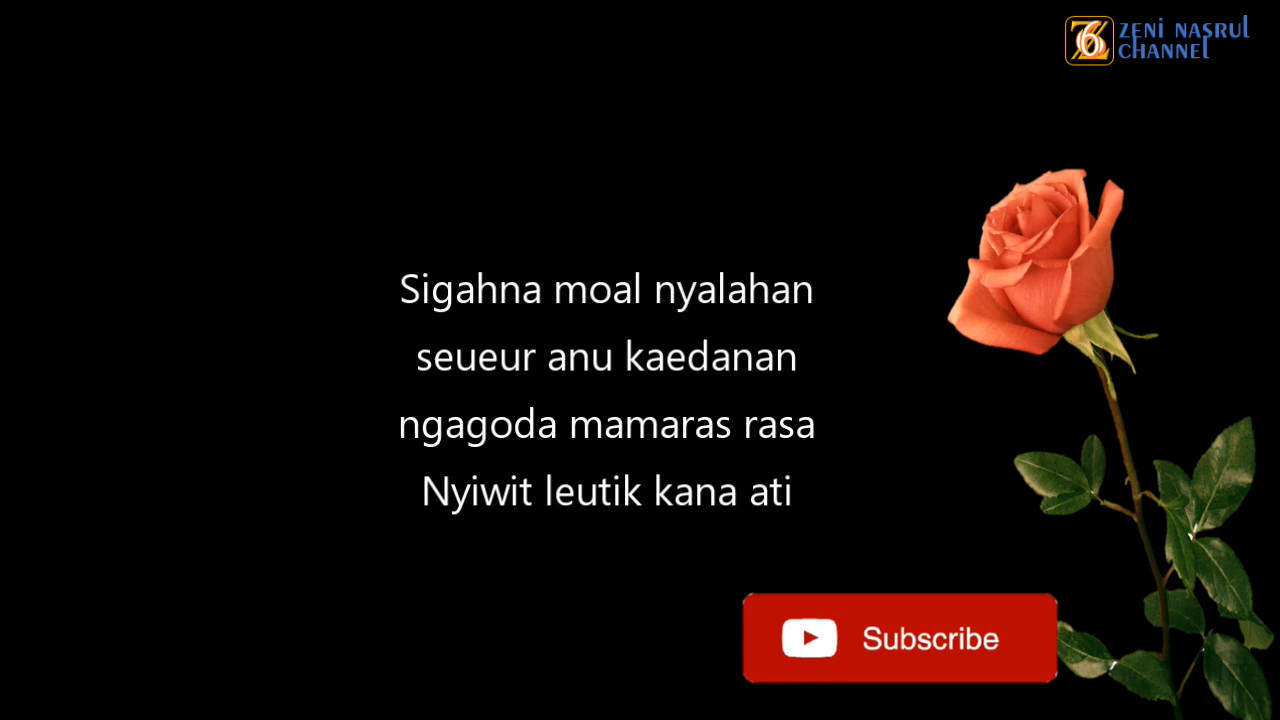 ZENI NASRUL
CHANNEL
Sigahna moal nyalahan
seueur anu kaedanan
ngagoda mamaras rasa
Nyiwit leutik kana ati
Subscribe